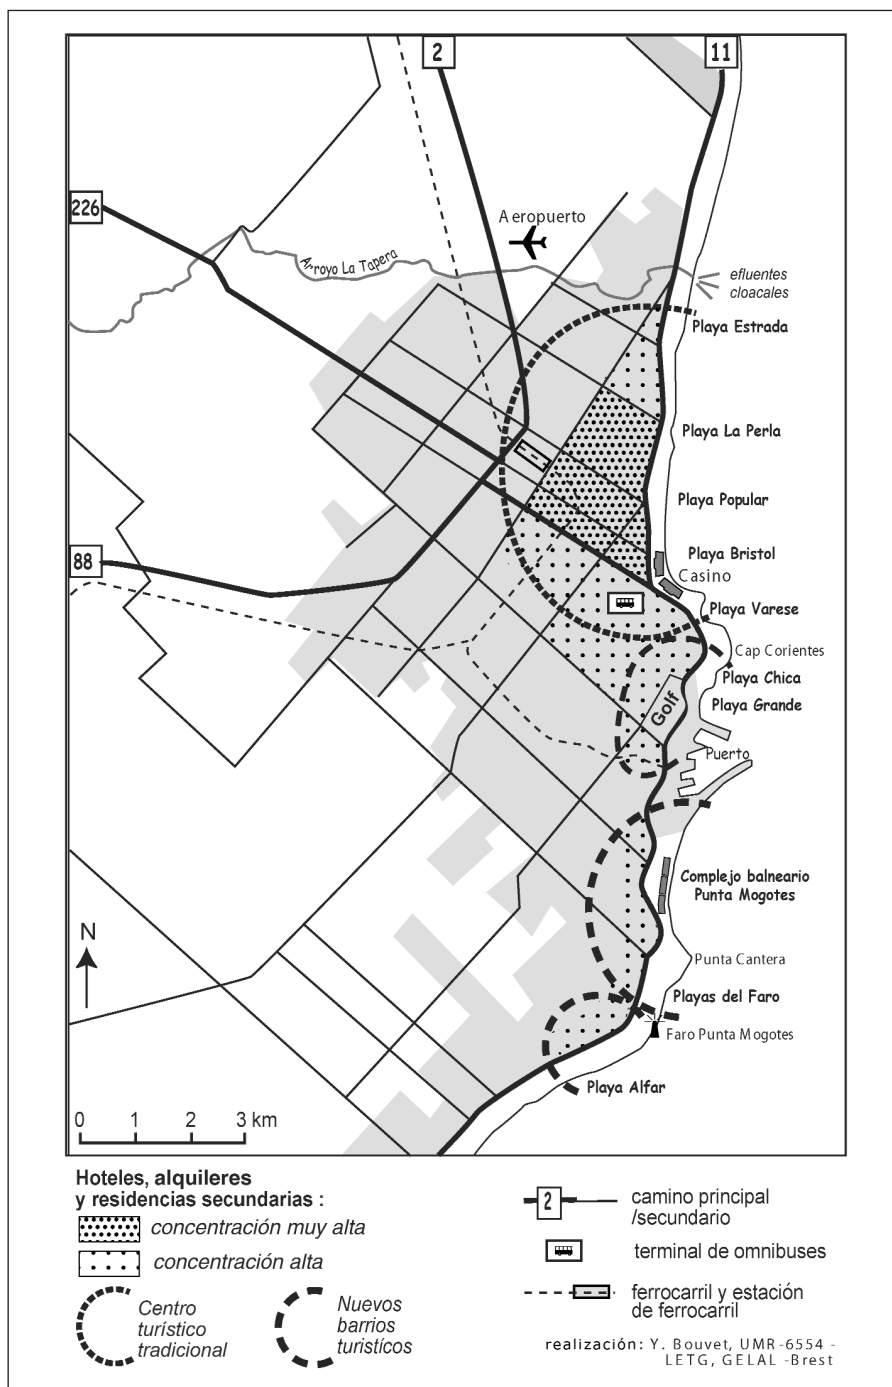 2
11
226
Aeropuerto
Arroyo La Tapera
efluentes
cloacales
Playa Estrada
Playa La Perla
Playa Popular
Playa Bristol
88
Casino
Playa Varese
Cap Corientes
Playa Chica
Golf
Playa Grande
Puerto
Complejo balneario
Punta Mogotes
N
Punta Cantera
Playas del Faro
Faro Punta Mogotes
Playa Alfar
0 1 2 3 km
Hoteles, alquileres
y residencias secundarias :
concentración muy alta
concentración alta
Centro
turístico
tradicional
Nuevos
barrios
turistícos
2
camino principal
/secundario
terminal de omnibuses
ferrocarril y estación
de ferrocarril
realización: Y. Bouvet, UMR-6554 -
LETG, GELAL -Brest